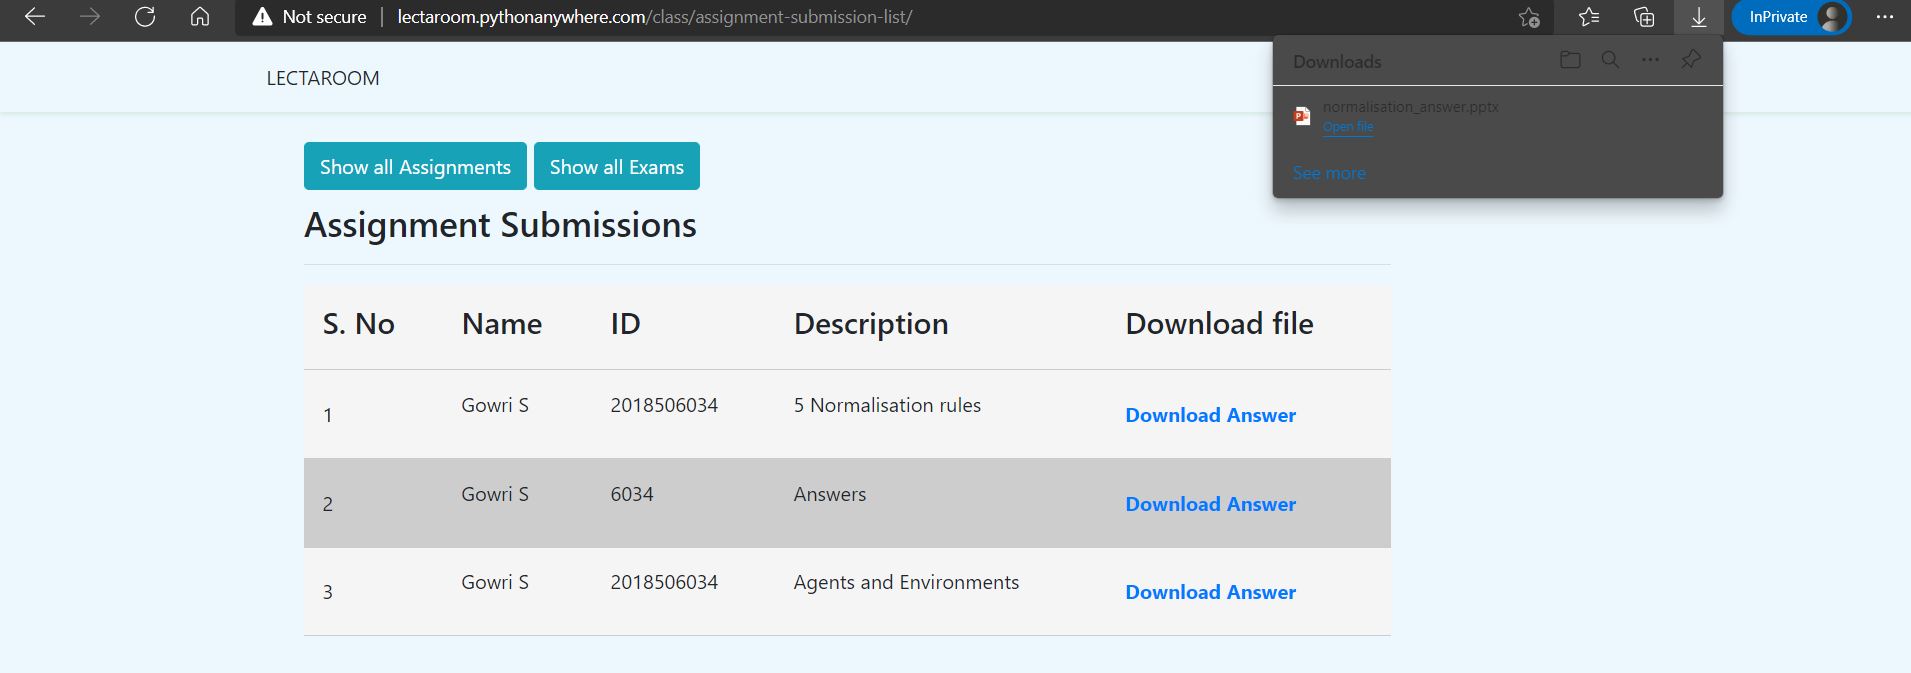 Not secure | lectaroom.pythonanywhere.com/class/assignment-submission-list/
InPrivate
Downloads
normalisation_answer.pptx
Open file
See more
LECTAROOM
Show all Assignments Show all Exams
Assignment Submissions
S. No Name ID Description Download file
1 Gowri S 2018506034 5 Normalisation rules Download Answer
2 Gowri S 6034 Answers Download Answer
3 Gowri S 2018506034 Agents and Environments Download Answer